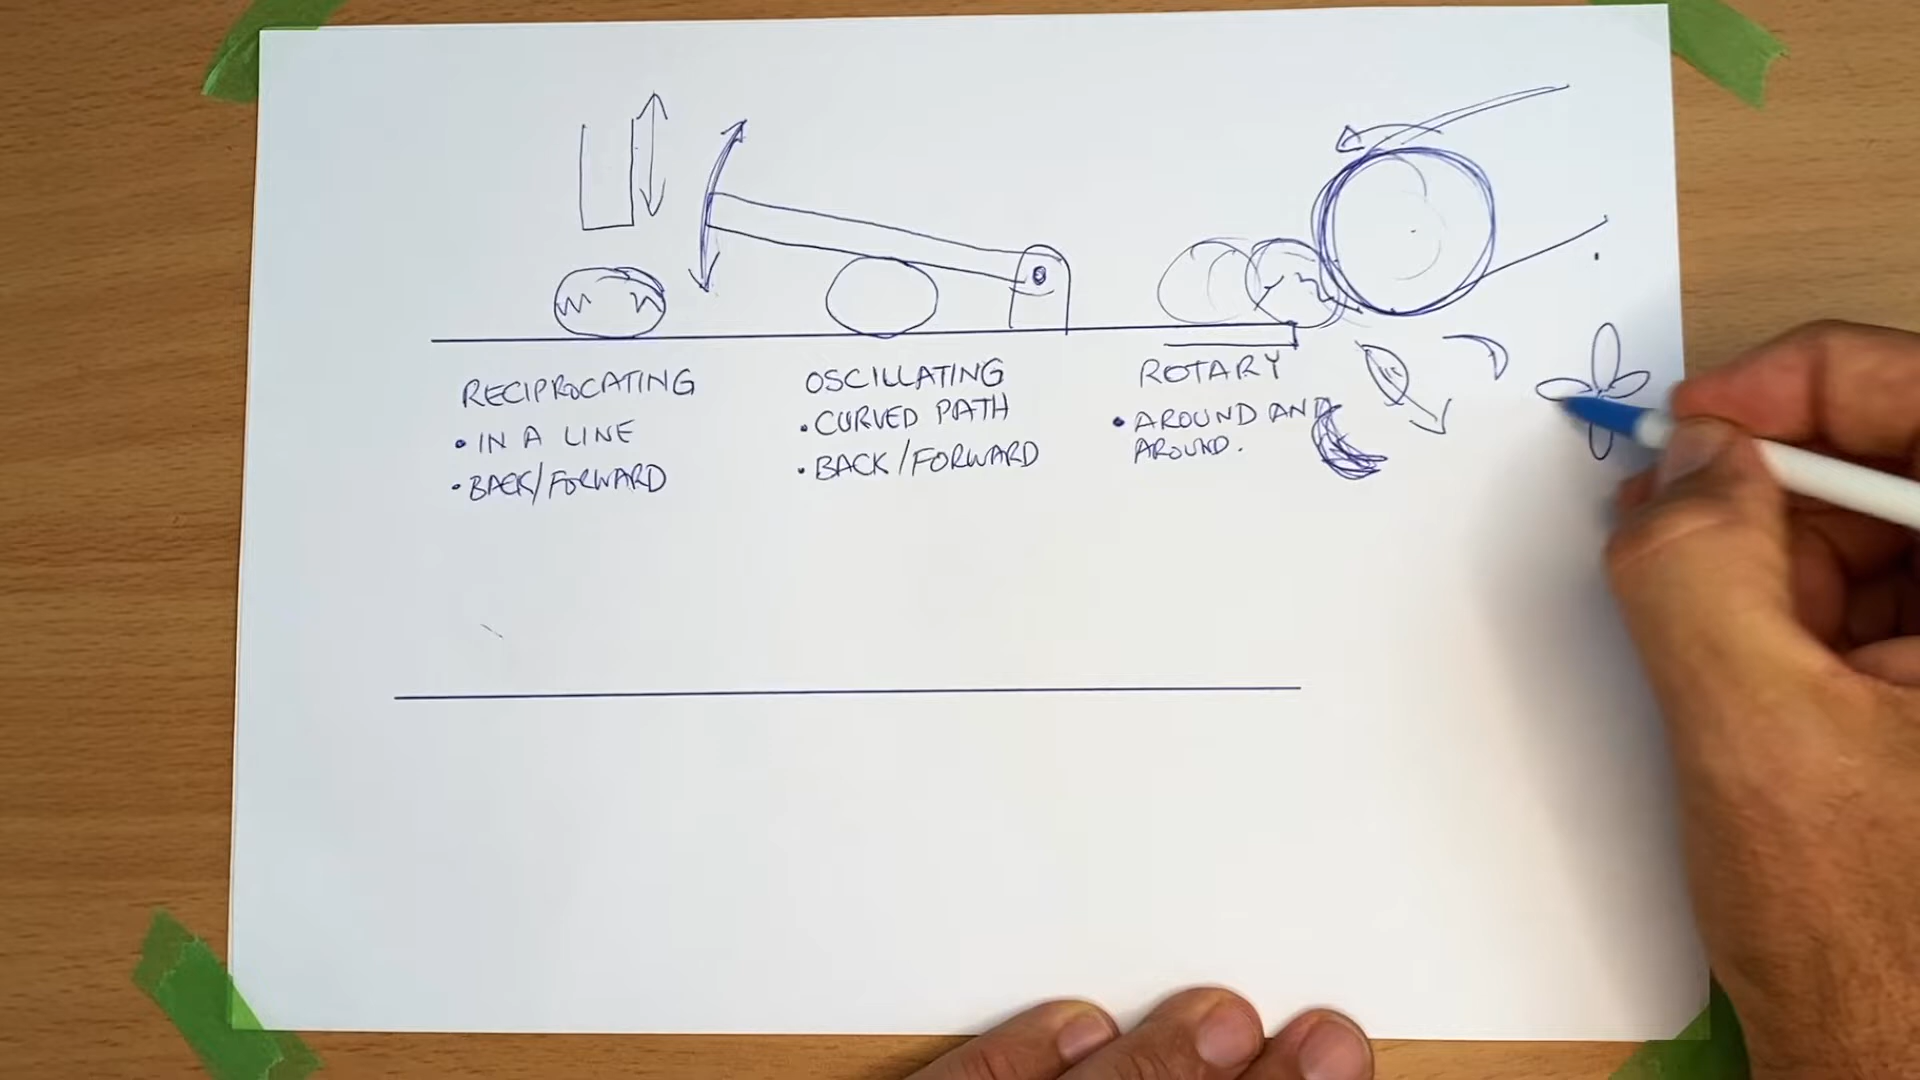 RECIPROCATING
• IN A LINE
• BACK/FORWARD
OSCILLATING
• CURVED PATH
• BACK/FORWARD
ROTARY
• AROUND AND
AROUND.